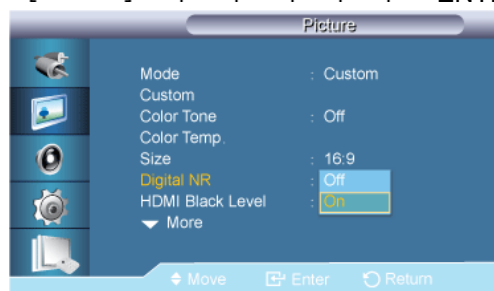 Picture
Mode : Custom
Custom
Color Tone : Off
Color Temp.
Size : 16:9
Digital NR : Off
HDMI Black Level : On
More
Move Enter Return